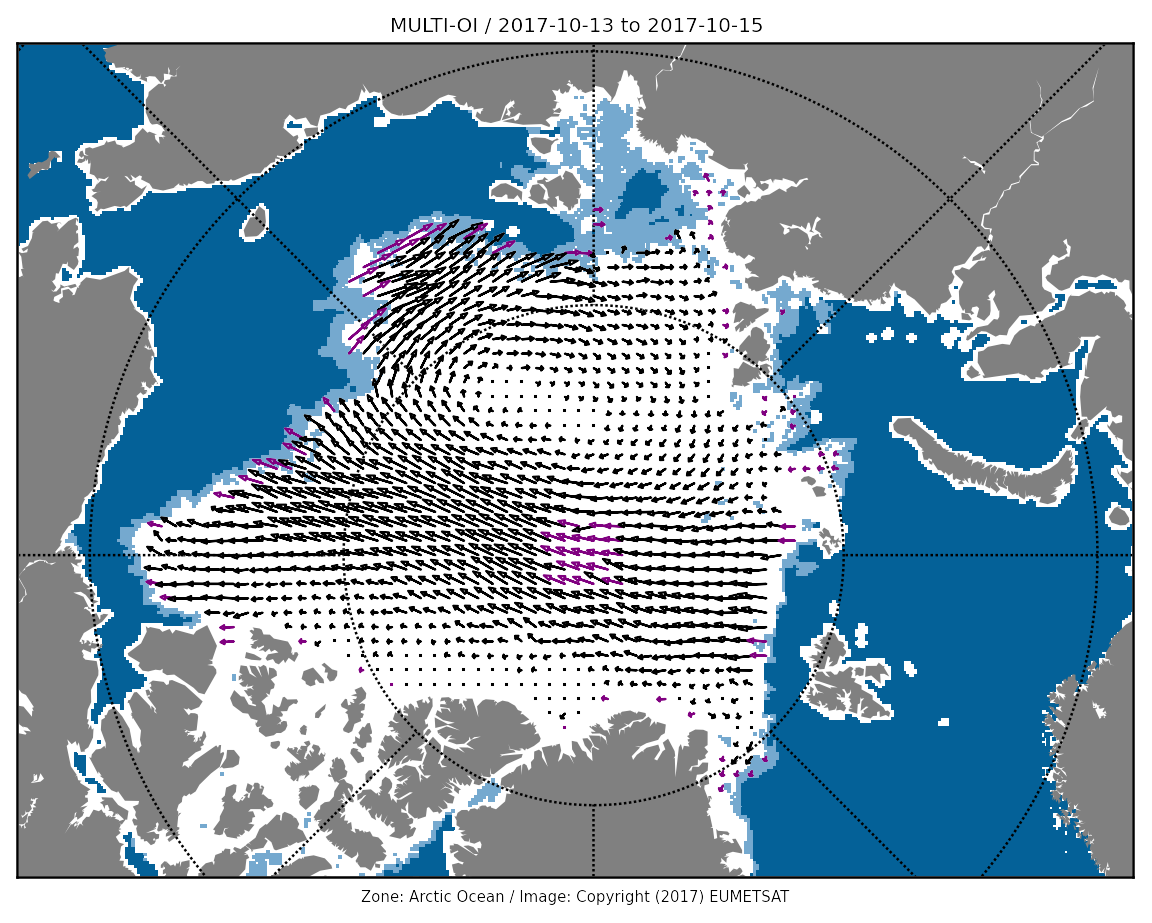 MULTI-OI / 2017-10-13 to 2017-10-15
Zone: Arctic Ocean / Image: Copyright (2017) EUMETSAT